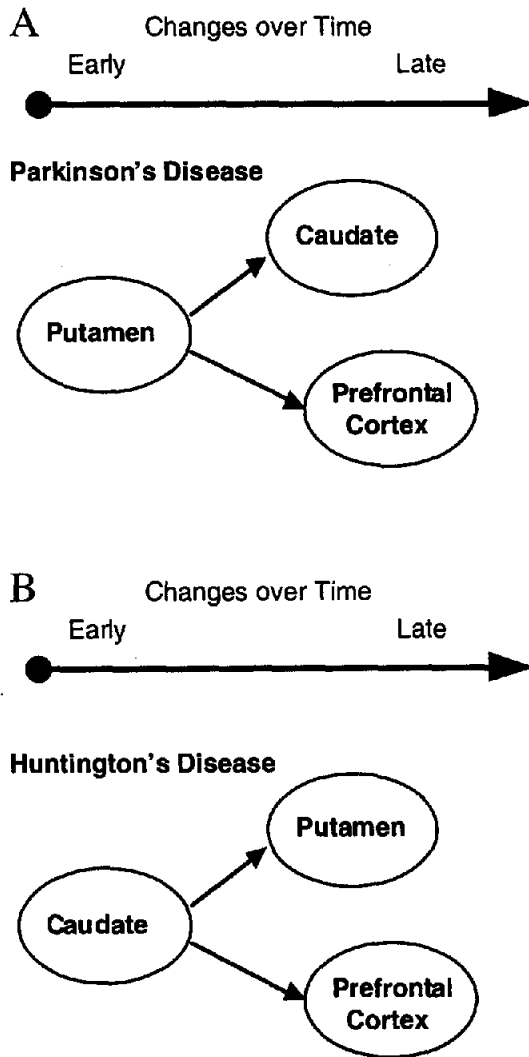 A
Changes over Time
Early
Late
Parkinson's Disease
Caudate
Putamen
Prefrontal
Cortex
B
Changes over Time
Early
Late
Huntington's Disease
Putamen
Caudate
Prefrontal
Cortex